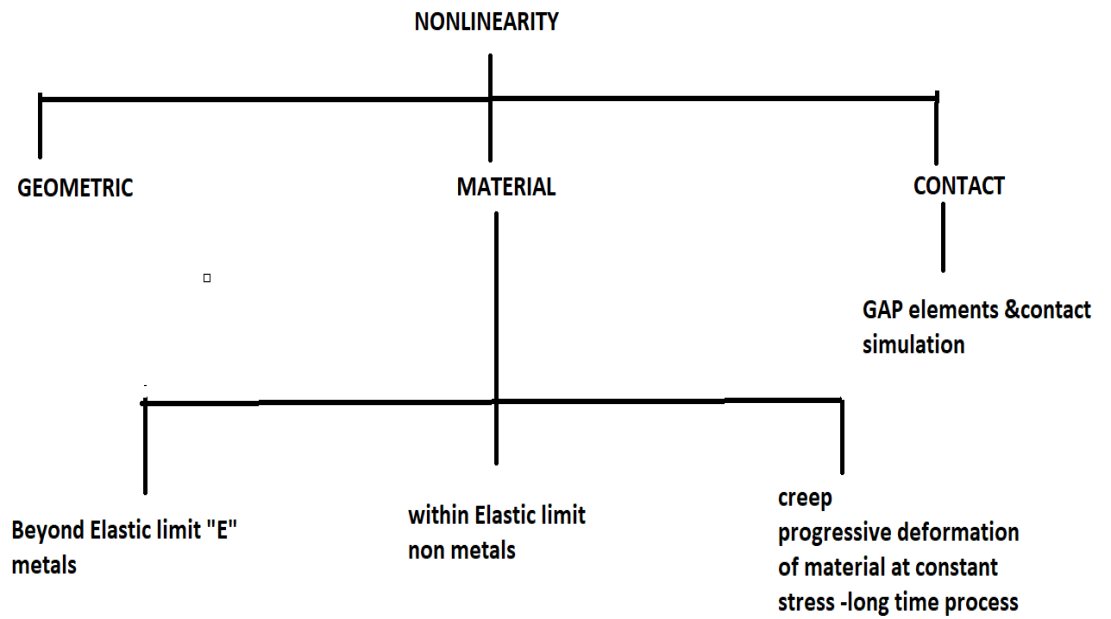 NONLINEARITY
GEOMETRIC
MATERIAL
CONTACT
GAP elements &contact
simulation
Beyond Elastic limit "E"
metals
within Elastic limit
non metals
creep
progressive deformation
of material at constant
stress -long time process